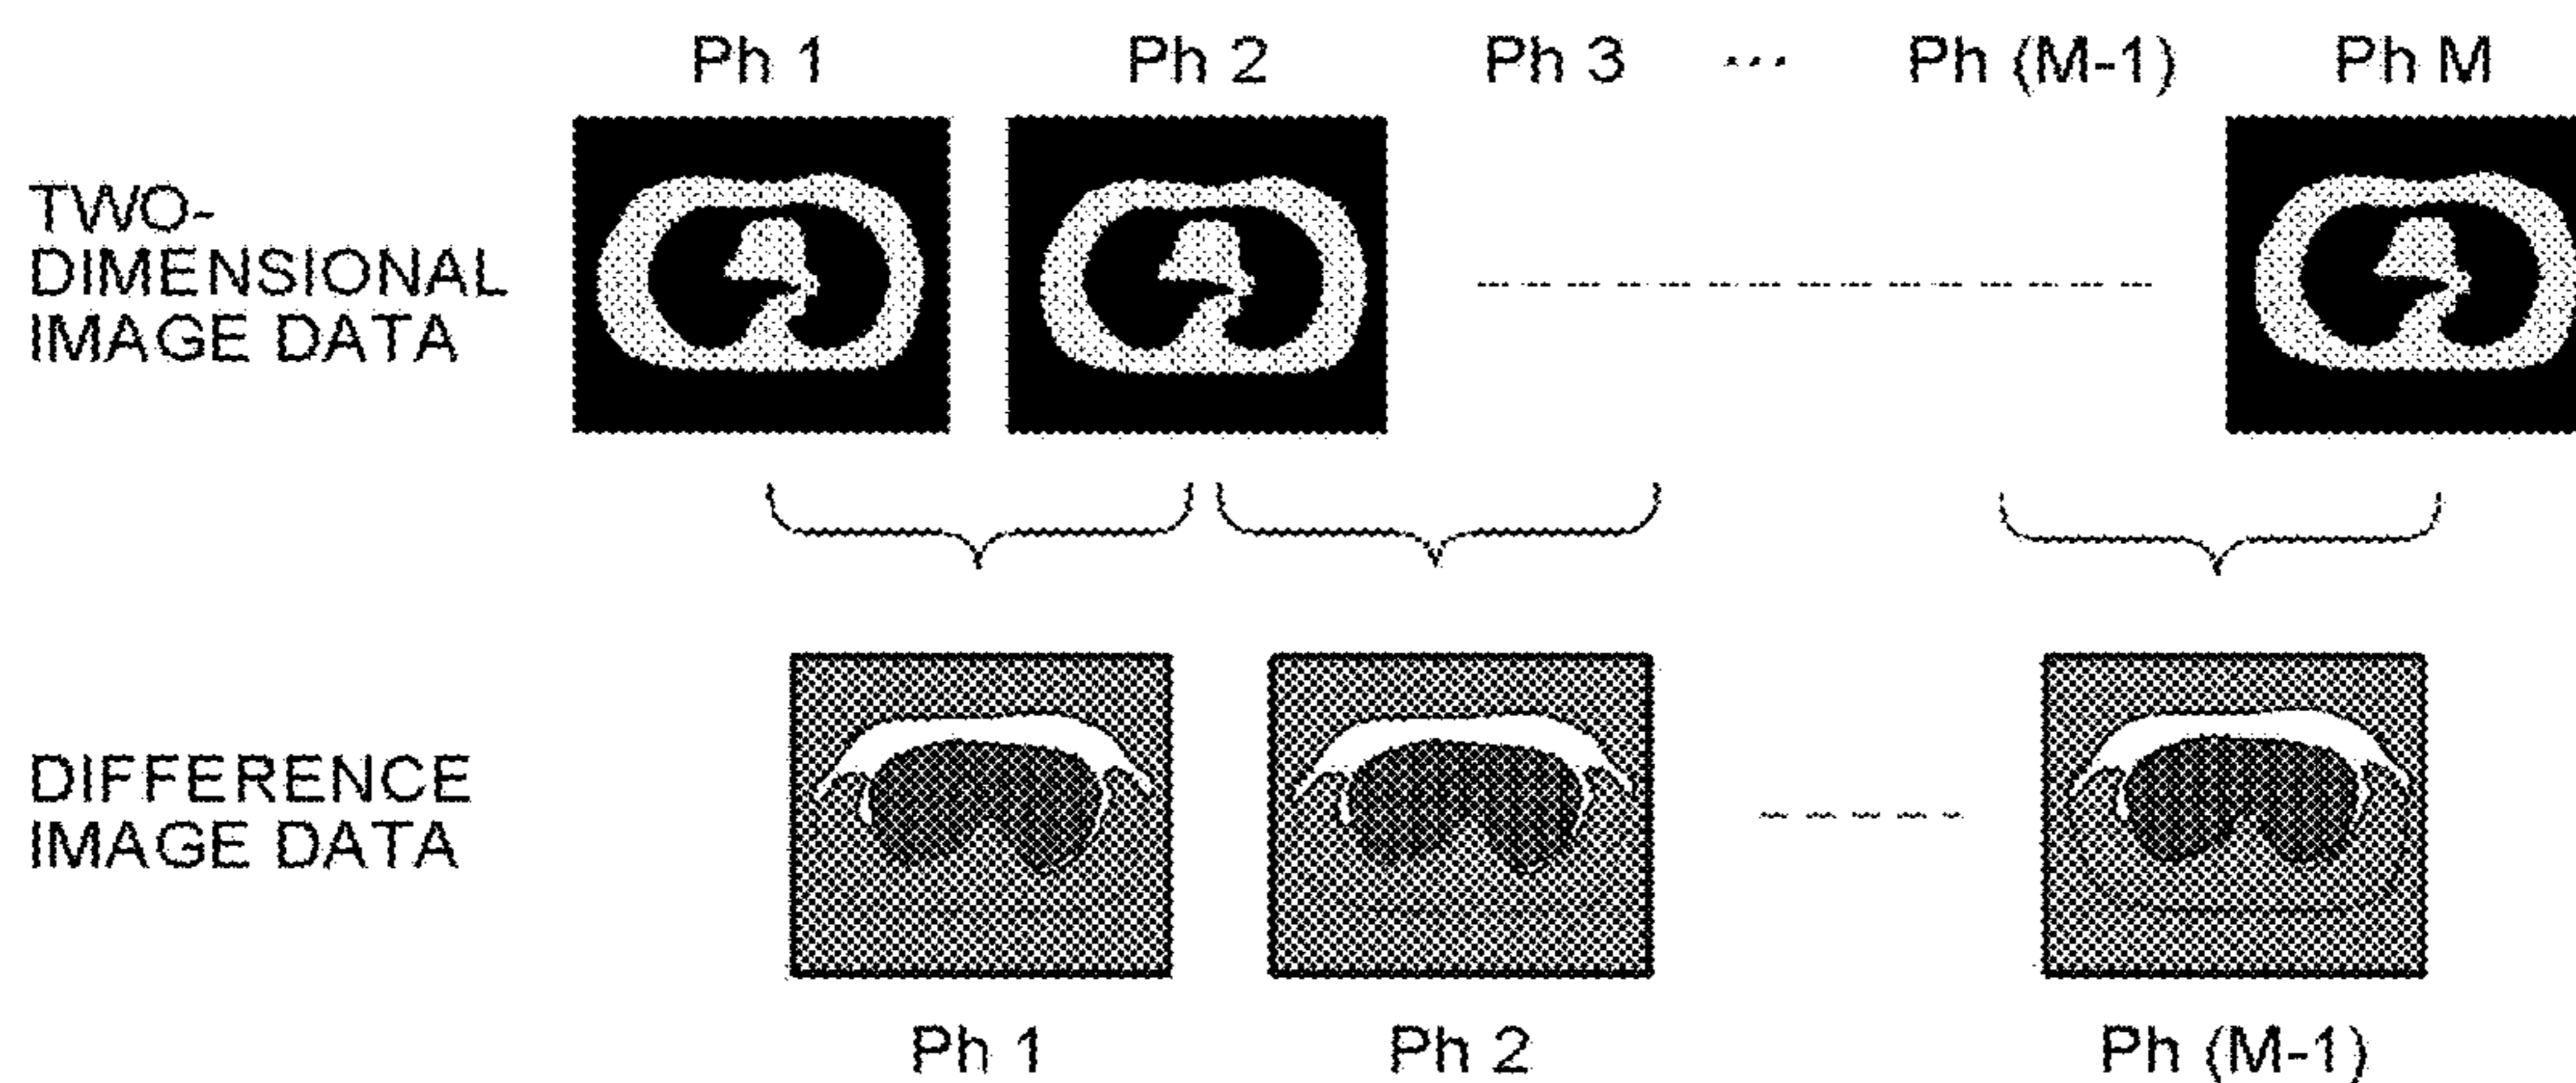 Ph 1 Ph 2 Ph 3 ... Ph (M-1) Ph M
TWO-
DIMENSIONAL
IMAGE DATA
DIFFERENCE
IMAGE DATA
Ph 1 Ph 2 Ph (M-1)